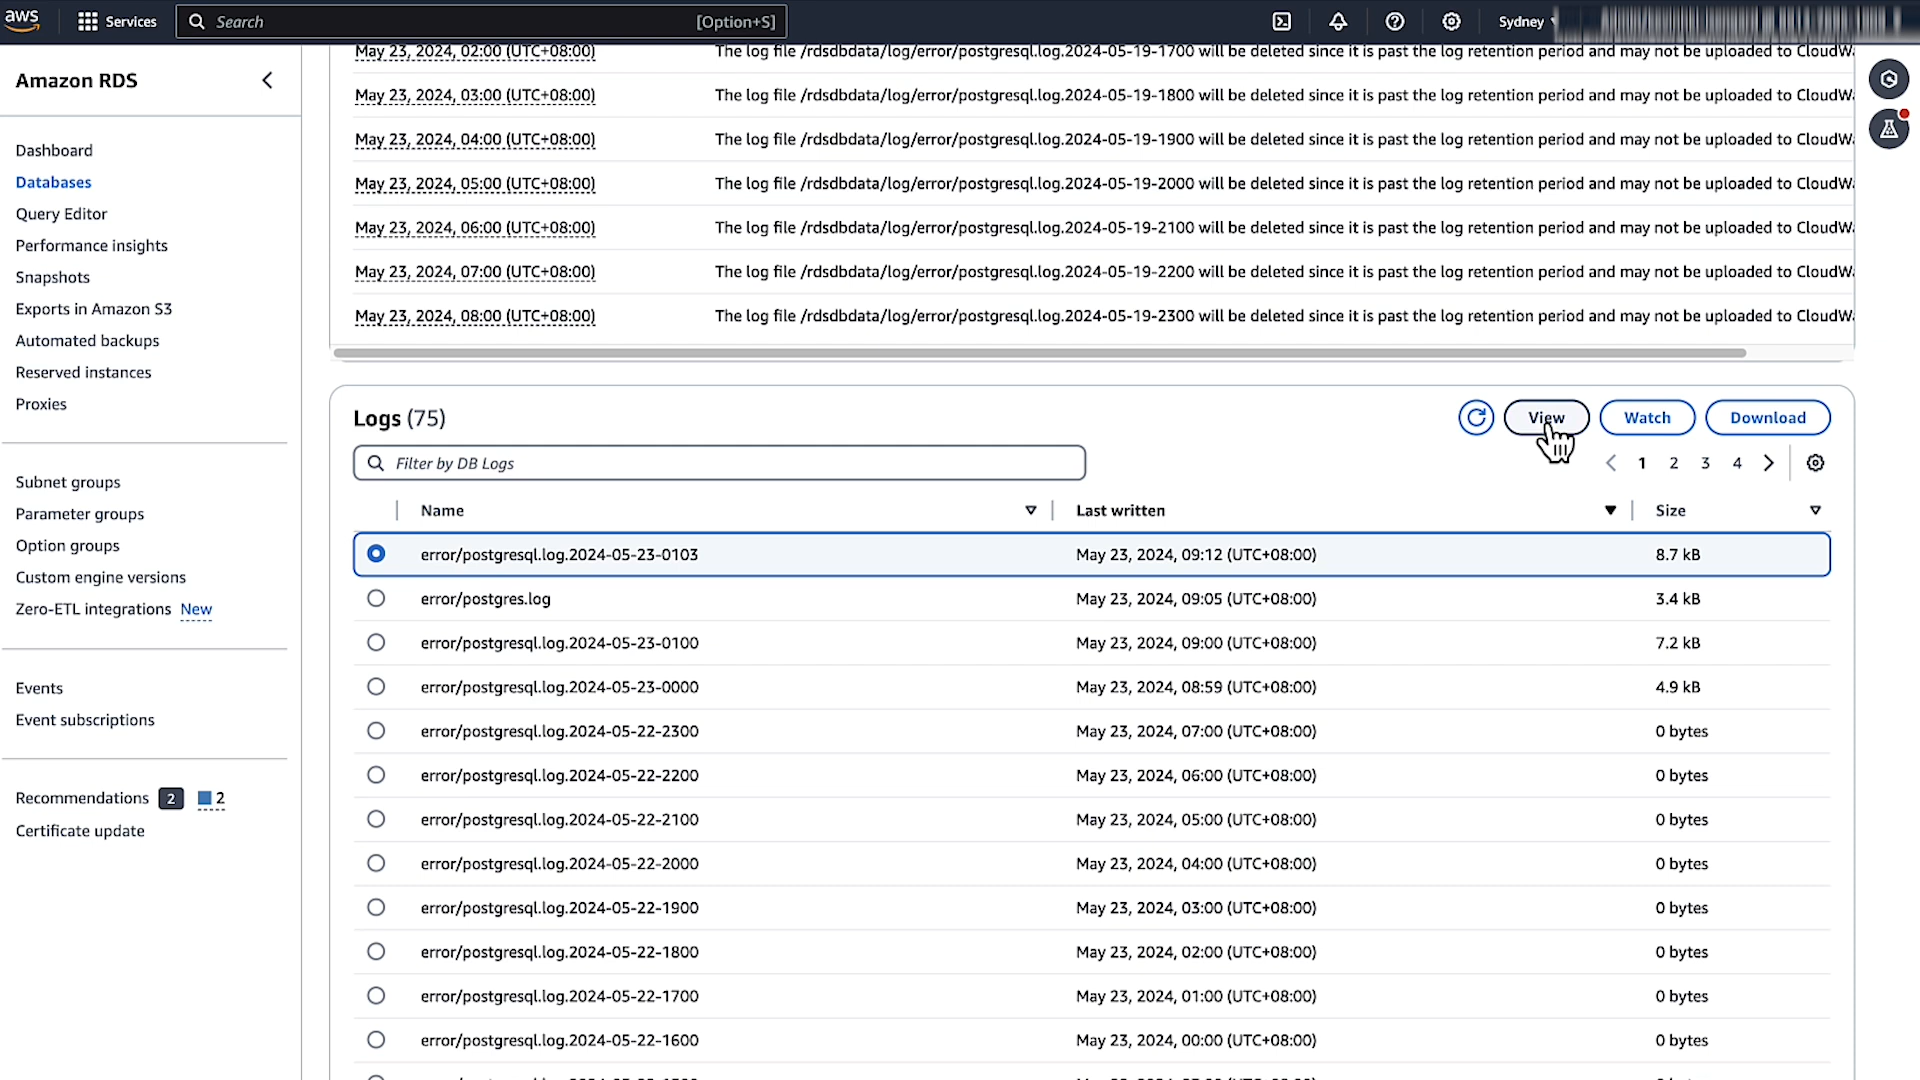 aws
Services
Search
[Option+S]
Sydney
Amazon RDS
Dashboard
Databases
Query Editor
Performance insights
Snapshots
Exports in Amazon S3
Automated backups
Reserved instances
Proxies
Subnet groups
Parameter groups
Option groups
Custom engine versions
Zero-ETL integrations New
Events
Event subscriptions
Recommendations 2 2
Certificate update
May 23, 2024, 02:00 (UTC+08:00) The log file /rdsdbdata/log/error/postgresql.log.2024-05-19-1700 will be deleted since it is past the log retention period and may not be uploaded to CloudWa
May 23, 2024, 03:00 (UTC+08:00) The log file /rdsdbdata/log/error/postgresql.log.2024-05-19-1800 will be deleted since it is past the log retention period and may not be uploaded to CloudWa
May 23, 2024, 04:00 (UTC+08:00) The log file /rdsdbdata/log/error/postgresql.log.2024-05-19-1900 will be deleted since it is past the log retention period and may not be uploaded to CloudWa
May 23, 2024, 05:00 (UTC+08:00) The log file /rdsdbdata/log/error/postgresql.log.2024-05-19-2000 will be deleted since it is past the log retention period and may not be uploaded to CloudWa
May 23, 2024, 06:00 (UTC+08:00) The log file /rdsdbdata/log/error/postgresql.log.2024-05-19-2100 will be deleted since it is past the log retention period and may not be uploaded to CloudWa
May 23, 2024, 07:00 (UTC+08:00) The log file /rdsdbdata/log/error/postgresql.log.2024-05-19-2200 will be deleted since it is past the log retention period and may not be uploaded to CloudWa
May 23, 2024, 08:00 (UTC+08:00) The log file /rdsdbdata/log/error/postgresql.log.2024-05-19-2300 will be deleted since it is past the log retention period and may not be uploaded to CloudWa
Logs (75)
View
Watch
Download
Filter by DB Logs
1 2 3 4
Name Last written Size
error/postgresql.log.2024-05-23-0103 May 23, 2024, 09:12 (UTC+08:00) 8.7 kB
error/postgres.log May 23, 2024, 09:05 (UTC+08:00) 3.4 kB
error/postgresql.log.2024-05-23-0100 May 23, 2024, 09:00 (UTC+08:00) 7.2 kB
error/postgresql.log.2024-05-23-0000 May 23, 2024, 08:59 (UTC+08:00) 4.9 kB
error/postgresql.log.2024-05-22-2300 May 23, 2024, 07:00 (UTC+08:00) 0 bytes
error/postgresql.log.2024-05-22-2200 May 23, 2024, 06:00 (UTC+08:00) 0 bytes
error/postgresql.log.2024-05-22-2100 May 23, 2024, 05:00 (UTC+08:00) 0 bytes
error/postgresql.log.2024-05-22-2000 May 23, 2024, 04:00 (UTC+08:00) 0 bytes
error/postgresql.log.2024-05-22-1900 May 23, 2024, 03:00 (UTC+08:00) 0 bytes
error/postgresql.log.2024-05-22-1800 May 23, 2024, 02:00 (UTC+08:00) 0 bytes
error/postgresql.log.2024-05-22-1700 May 23, 2024, 01:00 (UTC+08:00) 0 bytes
error/postgresql.log.2024-05-22-1600 May 23, 2024, 00:00 (UTC+08:00) 0 bytes